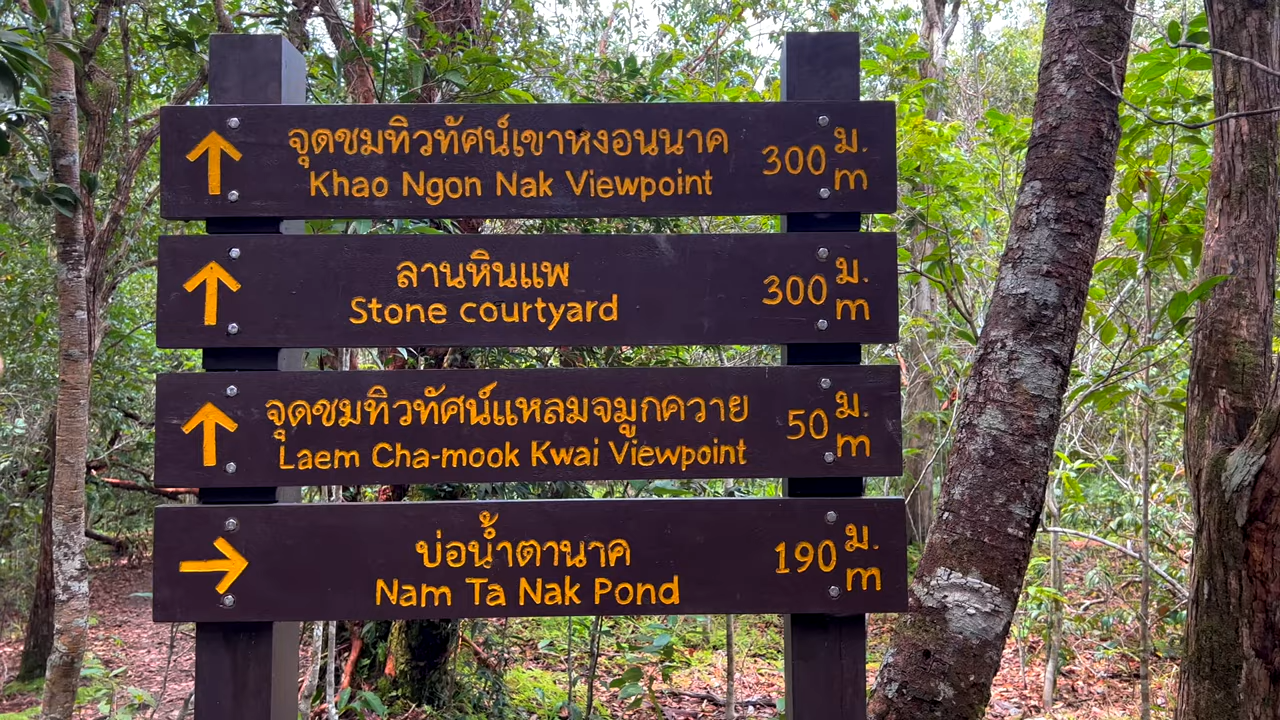 จุดชมทิวทัศน์เขาหงอนนาค 300 ม.
Khao Ngon Nak Viewpoint m
ลานหินแพ 300 ม.
Stone courtyard m
จุดชมทิวทัศน์แหลมจมูกควาย 50 ม.
Laem Cha-mook Kwai Viewpoint m
บ่อน้ำตานาค 190 ม.
Nam Ta Nak Pond m